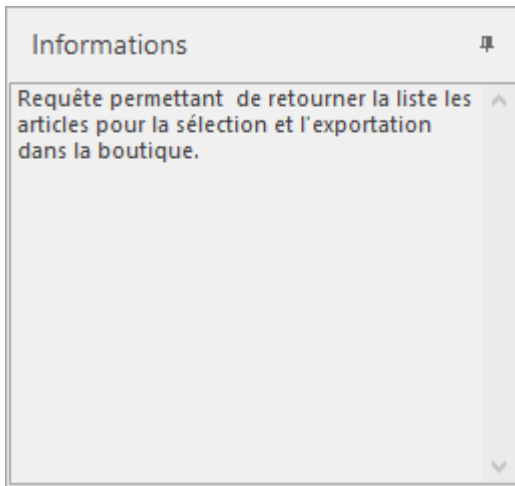 Informations
Requête permettant  de retourner la liste les
articles pour la sélection et l'exportation
dans la boutique.